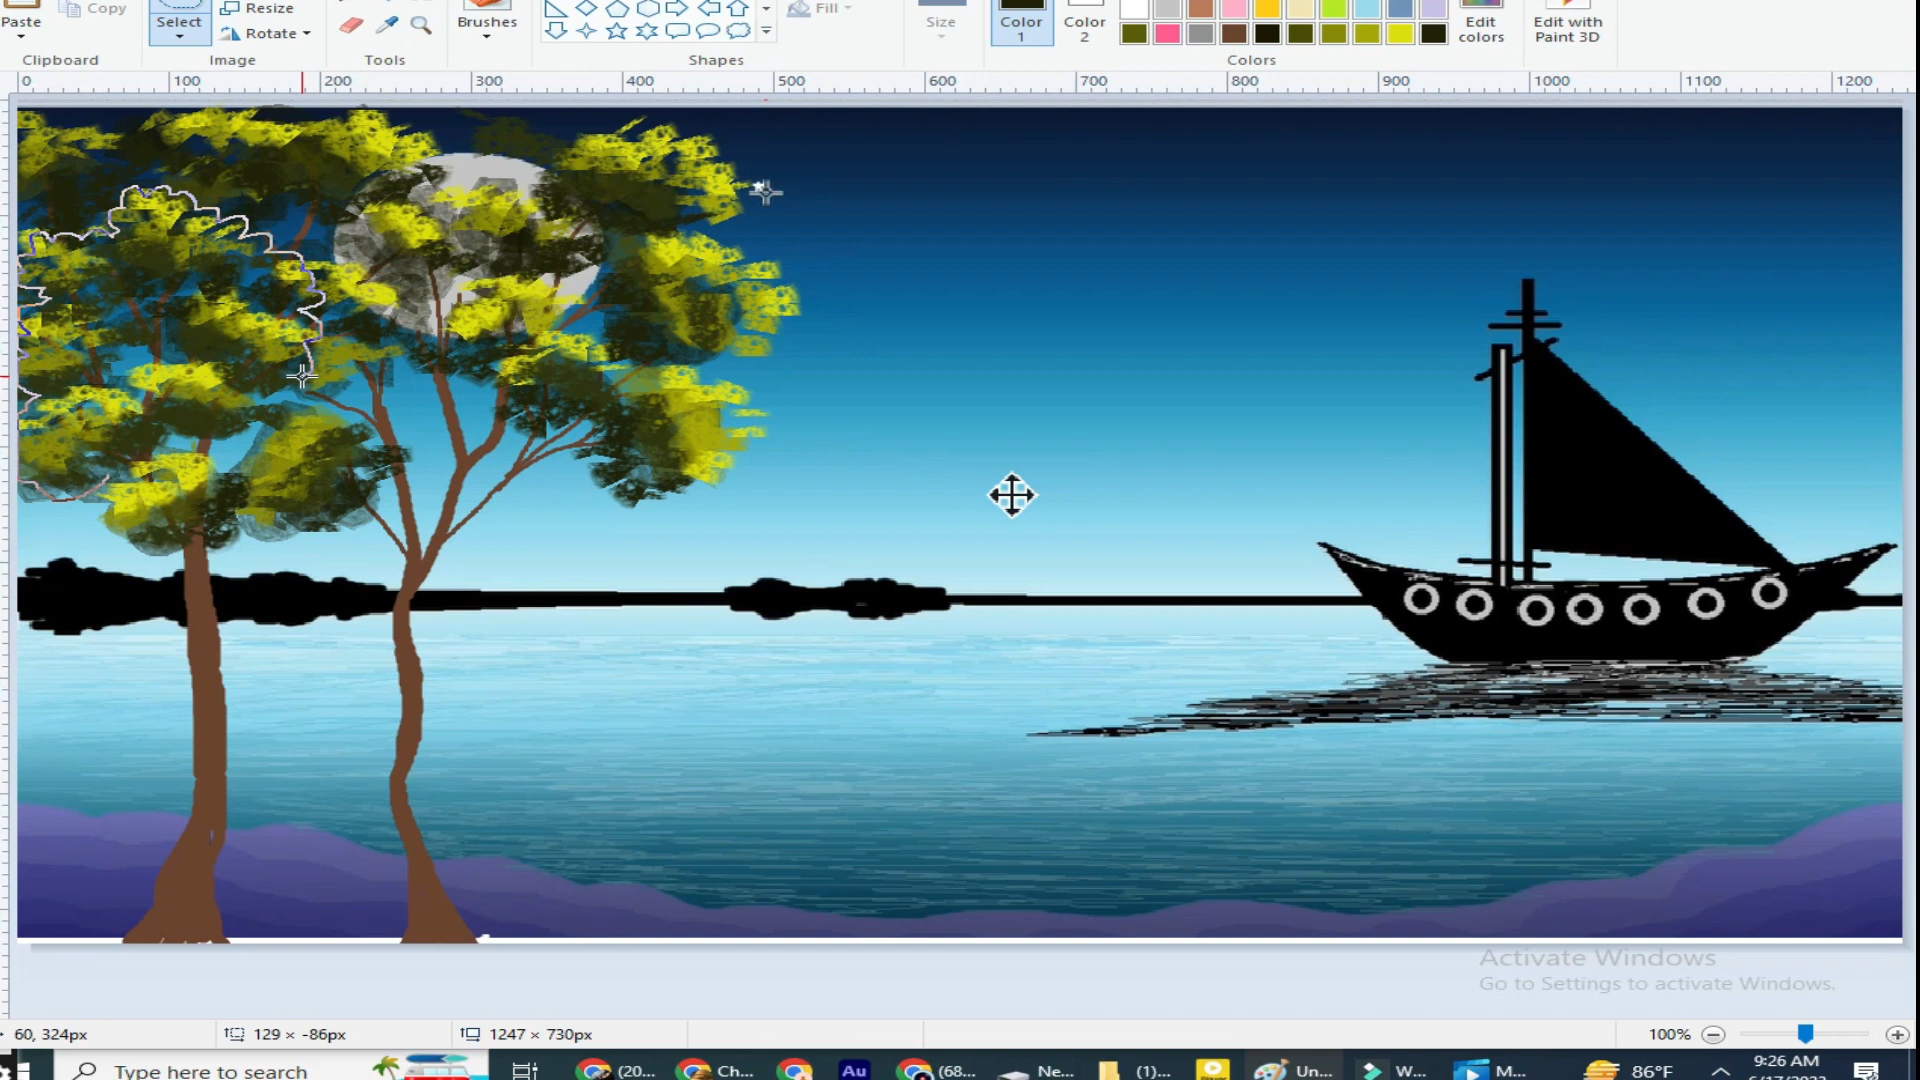 Paste
Copy
Clipboard
Select
Resize
Rotate
Image
Tools
Brushes
Fill
Shapes
Size
Color 1
Color 2
Colors
Edit colors
Edit with Paint 3D
0 100 200 300 400 500 600 700 800 900 1000 1100 1200
Activate Windows
Go to Settings to activate Windows.
60, 324px
129 × -86px
1247 × 730px
100%
Type here to search
(20...
Ch...
Au
(68...
Ne...
(1)...
Un...
W...
M...
86°F
9:26 AM